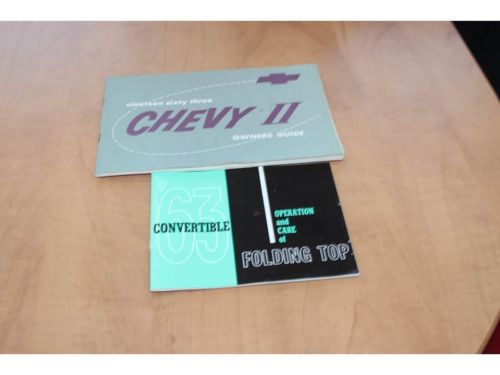 nineteen sixty three
CHEVY II
OWNERS GUIDE
63
CONVERTIBLE
OPERATION
and
CARE
of
FOLDING TOP